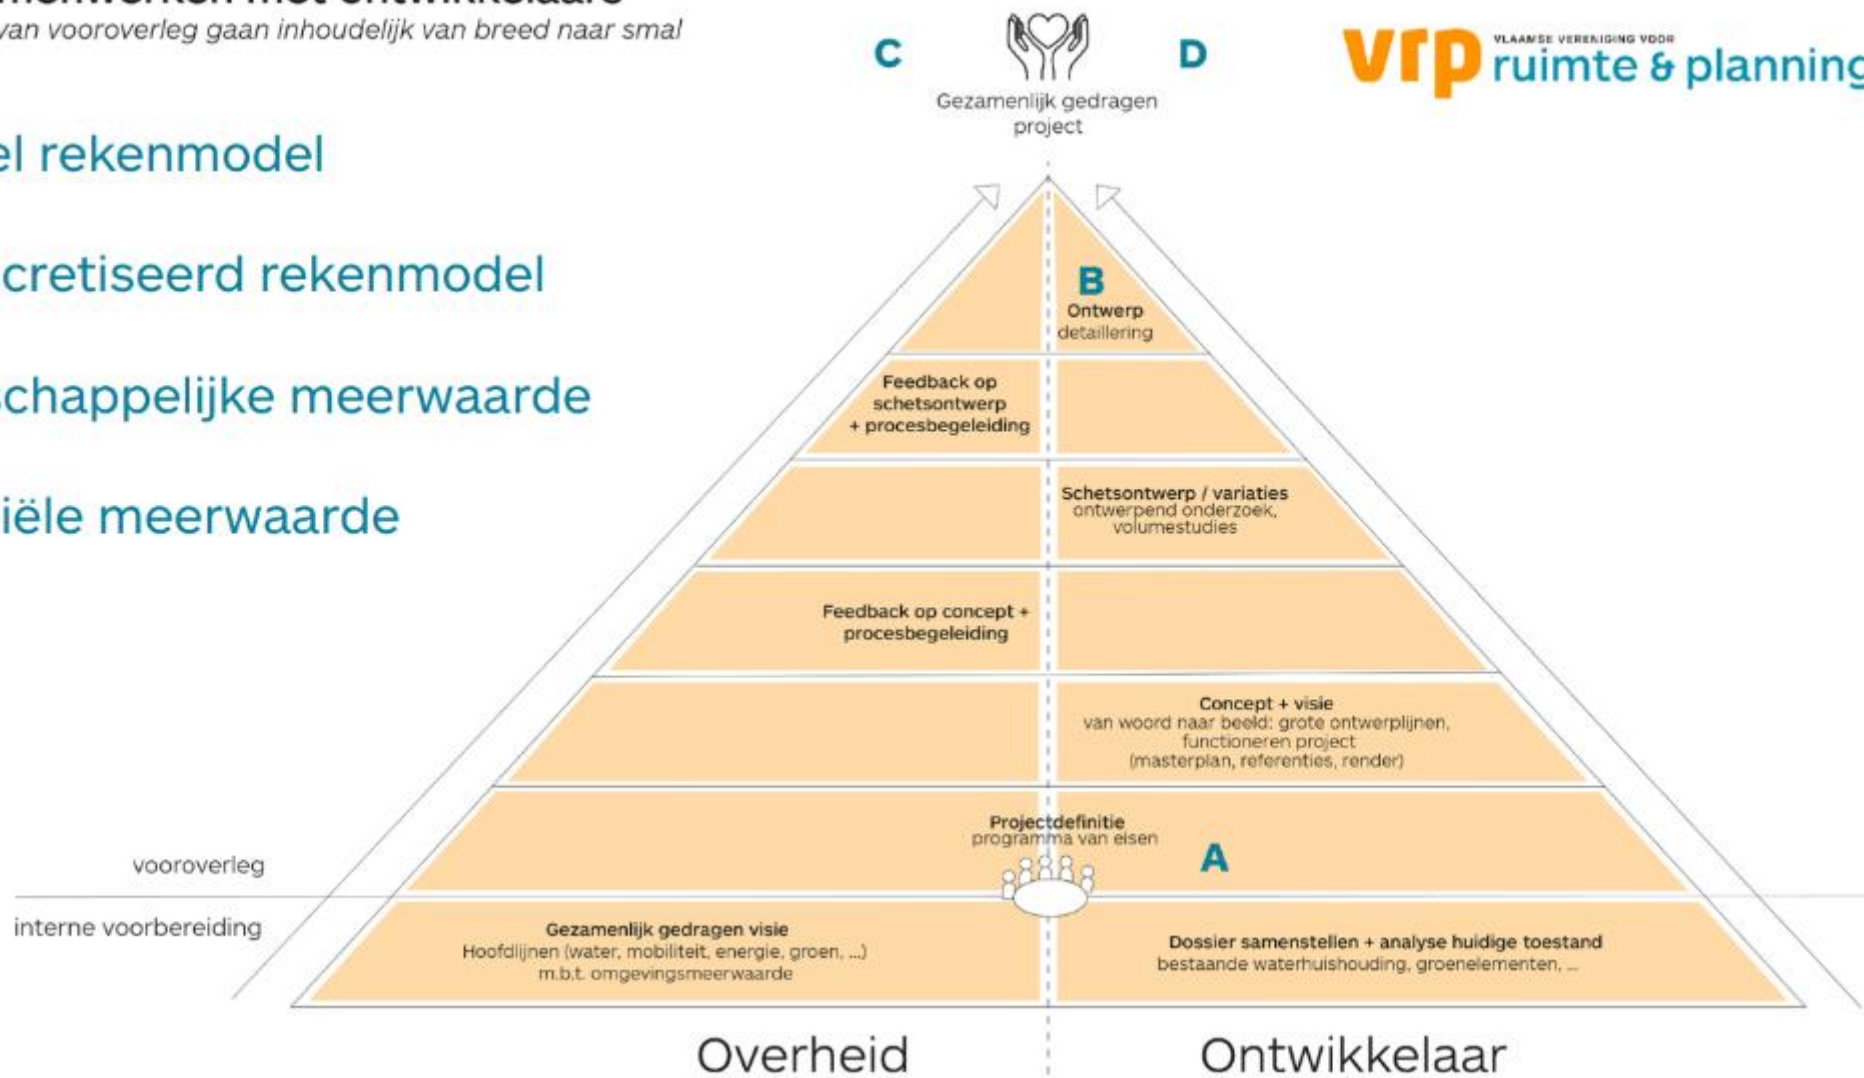 van vooroverleg gaan inhoudelijk van breed naar smal
C
D
vrp
VLAAMSE VERENIGING VOOR
ruimte & planning
Gezamenlijk gedragen
project
rekenmodel
cretiseerd rekenmodel
schappelijke meerwaarde
iële meerwaarde
B
Ontwerp
detaillering
Feedback op
schetsontwerp
+ procesbegeleiding
Schetsontwerp / variaties
ontwerpend onderzoek,
volumestudies
Feedback op concept +
procesbegeleiding
Concept + visie
van woord naar beeld: grote ontwerplijnen,
functioneren project
(masterplan, referenties, render)
Projectdefinitie
programma van eisen
A
vooroverleg
interne voorbereiding
Gezamenlijk gedragen visie
Hoofdlijnen (water, mobiliteit, energie, groen, ...)
m.b.t. omgevingsmeerwaarde
Dossier samenstellen + analyse huidige toestand
bestaande waterhuishouding, groenelementen, ...
Overheid
Ontwikkelaar